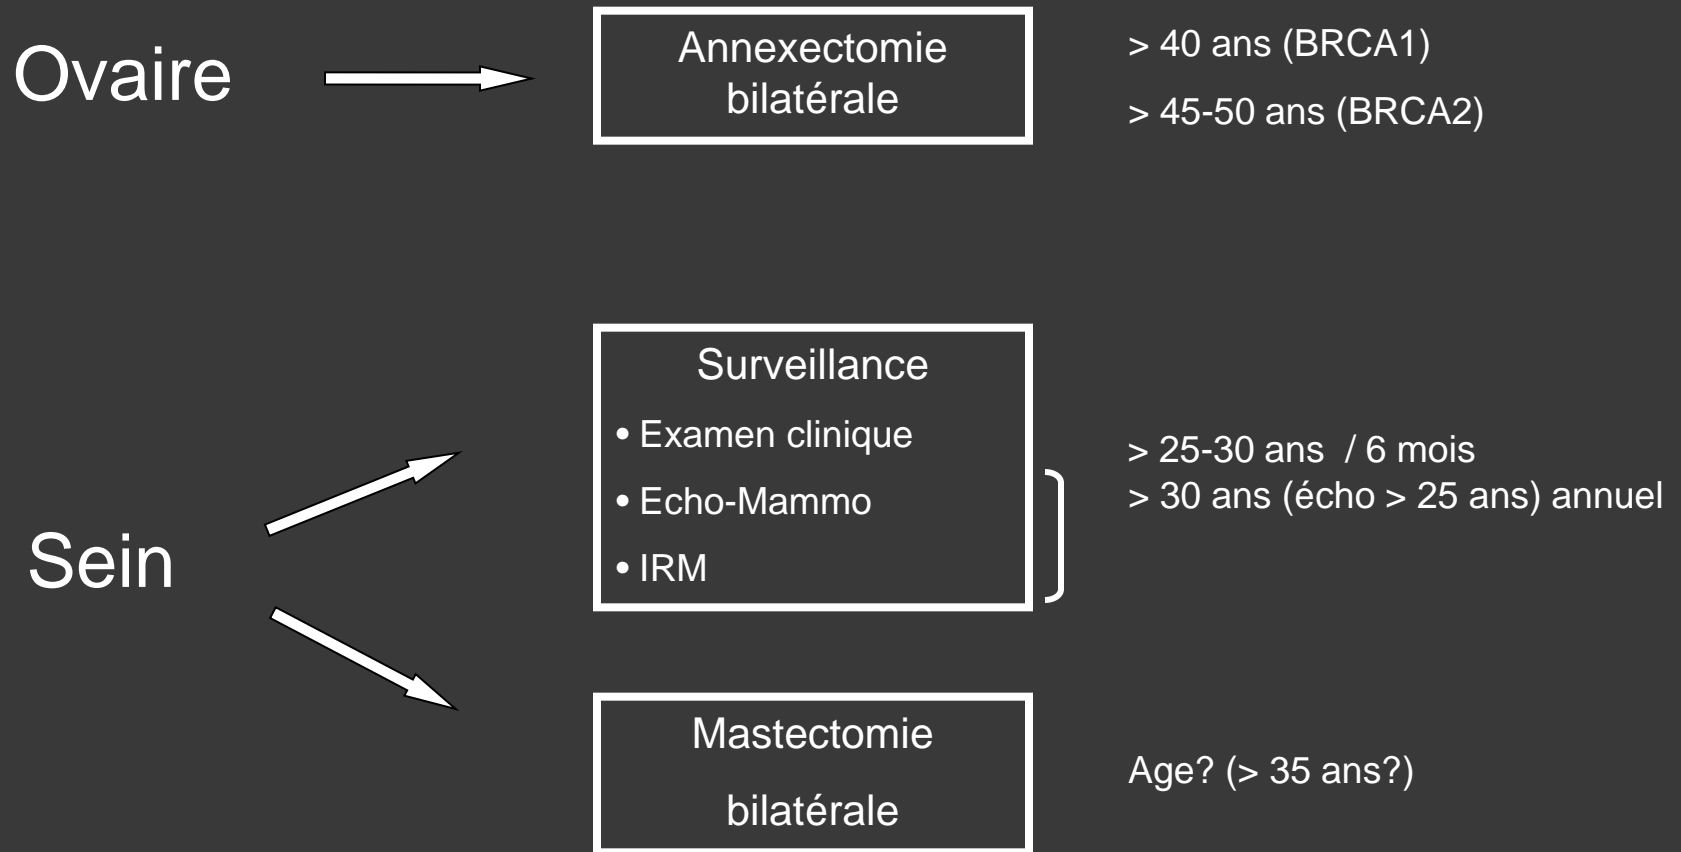 Ovaire
Annexectomie
bilatérale
> 40 ans (BRCA1)
> 45-50 ans (BRCA2)
Sein
Surveillance
• Examen clinique
• Echo-Mammo
• IRM
> 25-30 ans / 6 mois
> 30 ans (écho > 25 ans) annuel
Mastectomie
bilatérale
Age? (> 35 ans?)